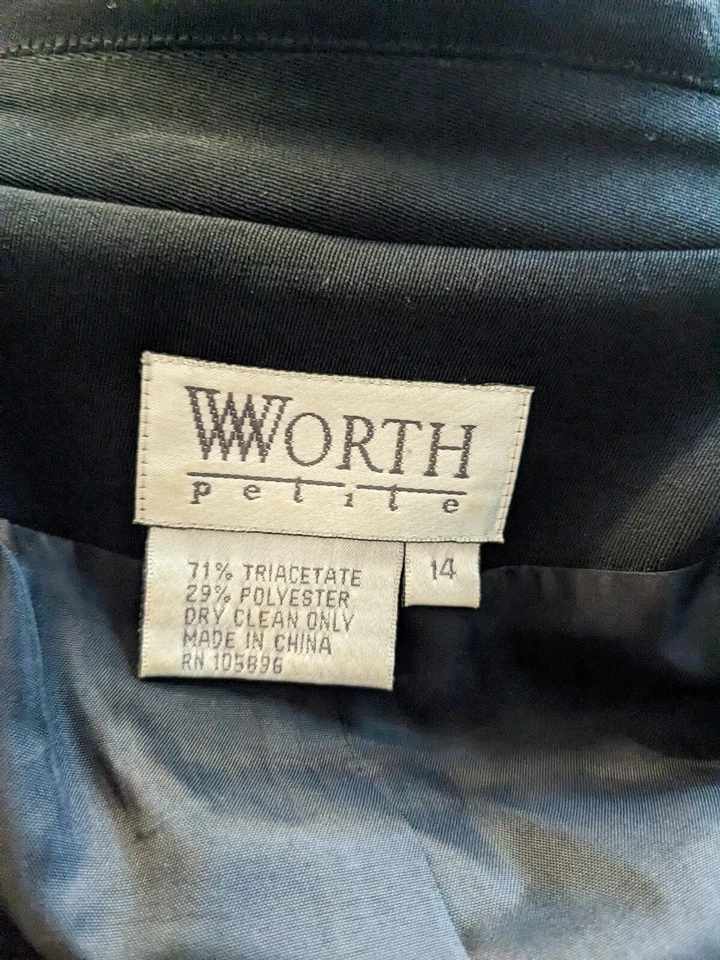 WORTH
petite
14
71% TRIACETATE
29% POLYESTER
DRY CLEAN ONLY
MADE IN CHINA
RN 105896